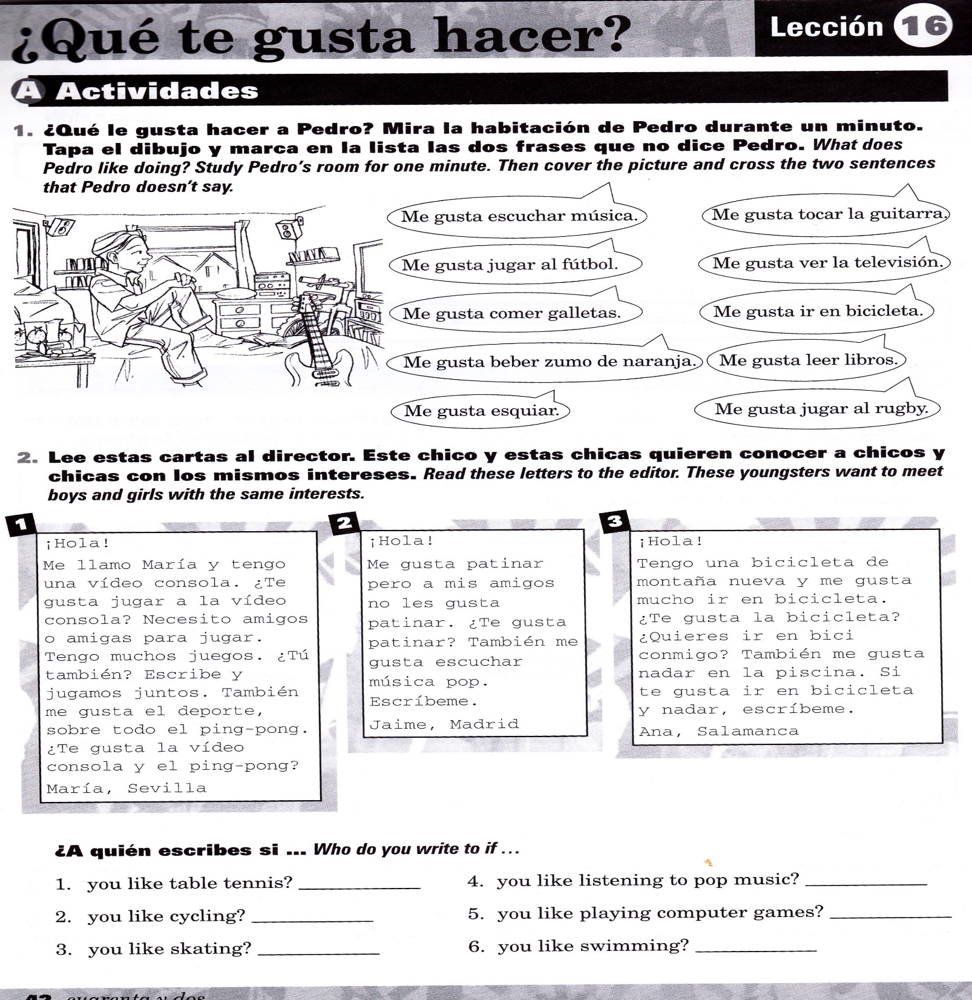 ¿Qué te gusta hacer?
Lección 16
A Actividades
1. ¿Qué le gusta hacer a Pedro? Mira la habitación de Pedro durante un minuto.
Tapa el dibujo y marca en la lista las dos frases que no dice Pedro. What does
Pedro like doing? Study Pedro's room for one minute. Then cover the picture and cross the two sentences
that Pedro doesn't say.
Me gusta escuchar música.
Me gusta tocar la guitarra.
Me gusta jugar al fútbol.
Me gusta ver la televisión.
Me gusta comer galletas.
Me gusta ir en bicicleta.
Me gusta beber zumo de naranja.
Me gusta leer libros.
Me gusta esquiar.
Me gusta jugar al rugby.
2. Lee estas cartas al director. Este chico y estas chicas quieren conocer a chicos y
chicas con los mismos intereses. Read these letters to the editor. These youngsters want to meet
boys and girls with the same interests.
1
¡Hola!
Me llamo María y tengo
una vídeo consola. ¿Te
gusta jugar a la vídeo
consola? Necesito amigos
o amigas para jugar.
Tengo muchos juegos. ¿Tú
también? Escribe y
jugamos juntos. También
me gusta el deporte,
sobre todo el ping-pong.
¿Te gusta la vídeo
consola y el ping-pong?
María, Sevilla
2
¡Hola!
Me gusta patinar
pero a mis amigos
no les gusta
patinar. ¿Te gusta
patinar? También me
gusta escuchar
música pop.
Escríbeme.
Jaime, Madrid
3
¡Hola!
Tengo una bicicleta de
montaña nueva y me gusta
mucho ir en bicicleta.
¿Te gusta la bicicleta?
¿Quieres ir en bici
conmigo? También me gusta
nadar en la piscina. Si
te gusta ir en bicicleta
y nadar, escríbeme.
Ana, Salamanca
¿A quién escribes si ... Who do you write to if ...
1. you like table tennis?
2. you like cycling?
3. you like skating?
4. you like listening to pop music?
5. you like playing computer games?
6. you like swimming?
42 cuarenta y dos